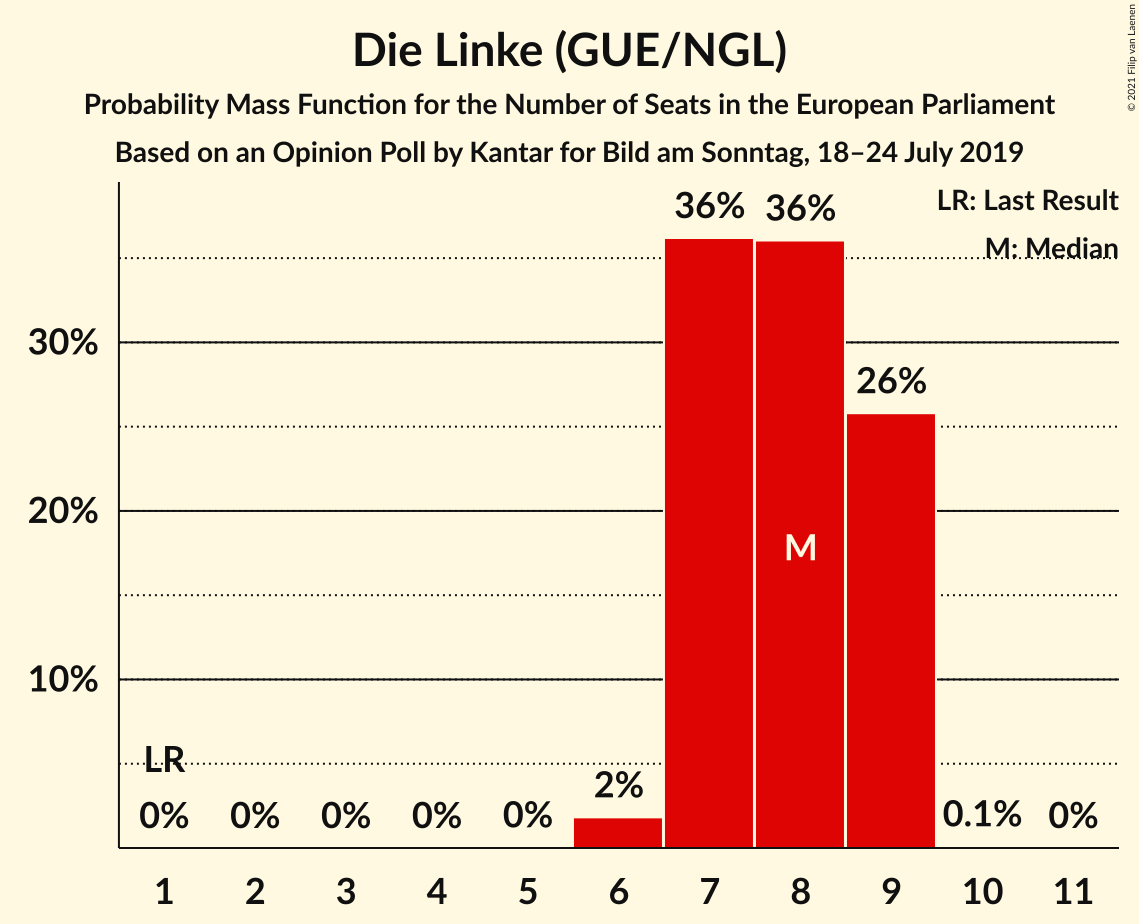 Die Linke (GUE/NGL)
Probability Mass Function for the Number of Seats in the European Parliament
Based on an Opinion Poll by Kantar for Bild am Sonntag, 18–24 July 2019
© 2021 Filip van Laenen
LR: Last Result
M: Median
36% 36%
30%
26%
20%
M
10%
LR
2%
0% 0% 0% 0% 0% 0.1% 0%
1 2 3 4 5 6 7 8 9 10 11